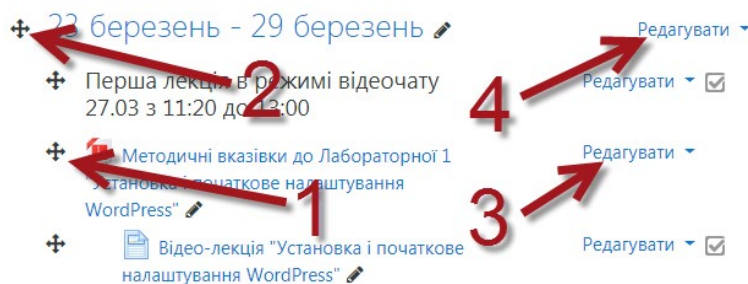 23 березень - 29 березень Редагувати
Перша лекція в режимі відеочату Редагувати
27.03 з 11:20 до 13:00
Методичні вказівки до Лабораторної 1 Редагувати
"Установка і початкове налаштування
WordPress"
Відео-лекція "Установка і початкове Редагувати
налаштування WordPress"
2
4
1
3